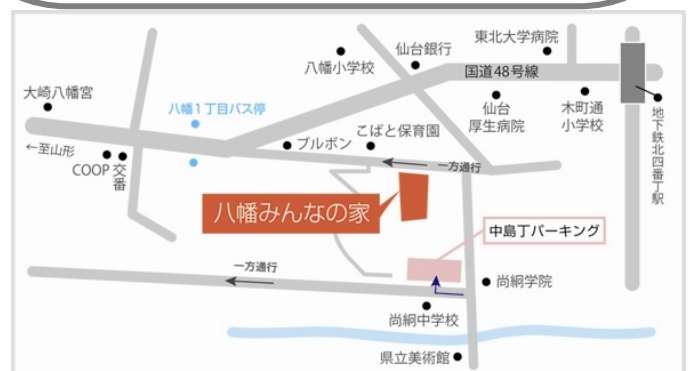 東北大学病院
仙台銀行
八幡小学校
国道48号線
大崎八幡宮
八幡1丁目バス停
仙台
厚生病院
木町通
小学校
地下鉄北四番丁駅
こばと保育園
ブルボン
←至山形
COOP
交番
一方通行
八幡みんなの家
中島丁パーキング
一方通行
尚絅学院
尚絅中学校
県立美術館